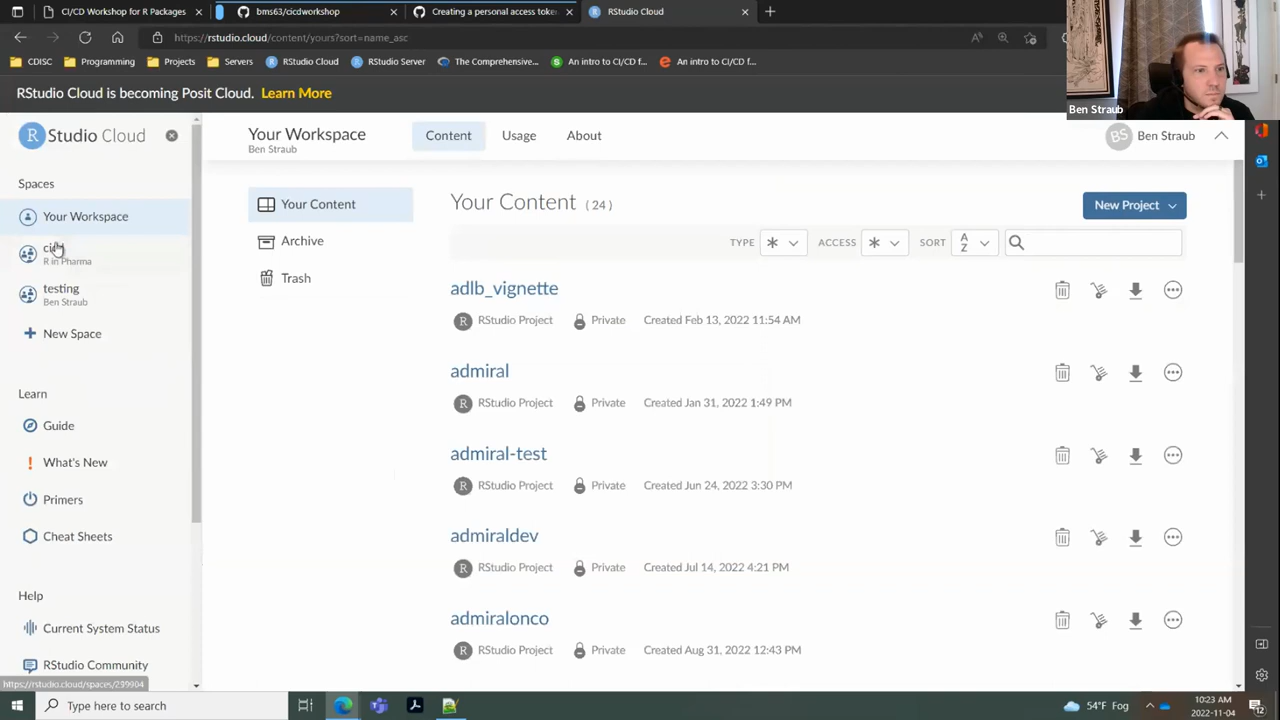 CI/CD Workshop for R Packages
bms63/cicdworkshop
Creating a personal access toke
RStudio Cloud
https://rstudio.cloud/content/yours?sort=name_asc
CDISC
Programming
Projects
Servers
RStudio Cloud
RStudio Server
The Comprehensive...
An intro to CI/CD f...
An intro to CI/CD f...
RStudio Cloud is becoming Posit Cloud. Learn More
Ben Straub
R Studio Cloud
Your Workspace
Ben Straub
Content
Usage
About
BS Ben Straub
Spaces
Your Workspace
R in Pharma
testing
Ben Straub
New Space
Learn
Guide
What's New
Primers
Cheat Sheets
Help
Current System Status
RStudio Community
https://rstudio.cloud/spaces/299904
Your Content
Archive
Trash
Your Content (24)
New Project
TYPE *
ACCESS *
SORT A Z
adlb_vignette
R RStudio Project Private Created Feb 13, 2022 11:54 AM
admiral
R RStudio Project Private Created Jan 31, 2022 1:49 PM
admiral-test
R RStudio Project Private Created Jun 24, 2022 3:30 PM
admiraldev
R RStudio Project Private Created Jul 14, 2022 4:21 PM
admiralonco
R RStudio Project Private Created Aug 31, 2022 12:43 PM
Type here to search
54°F Fog
10:23 AM
2022-11-04
12